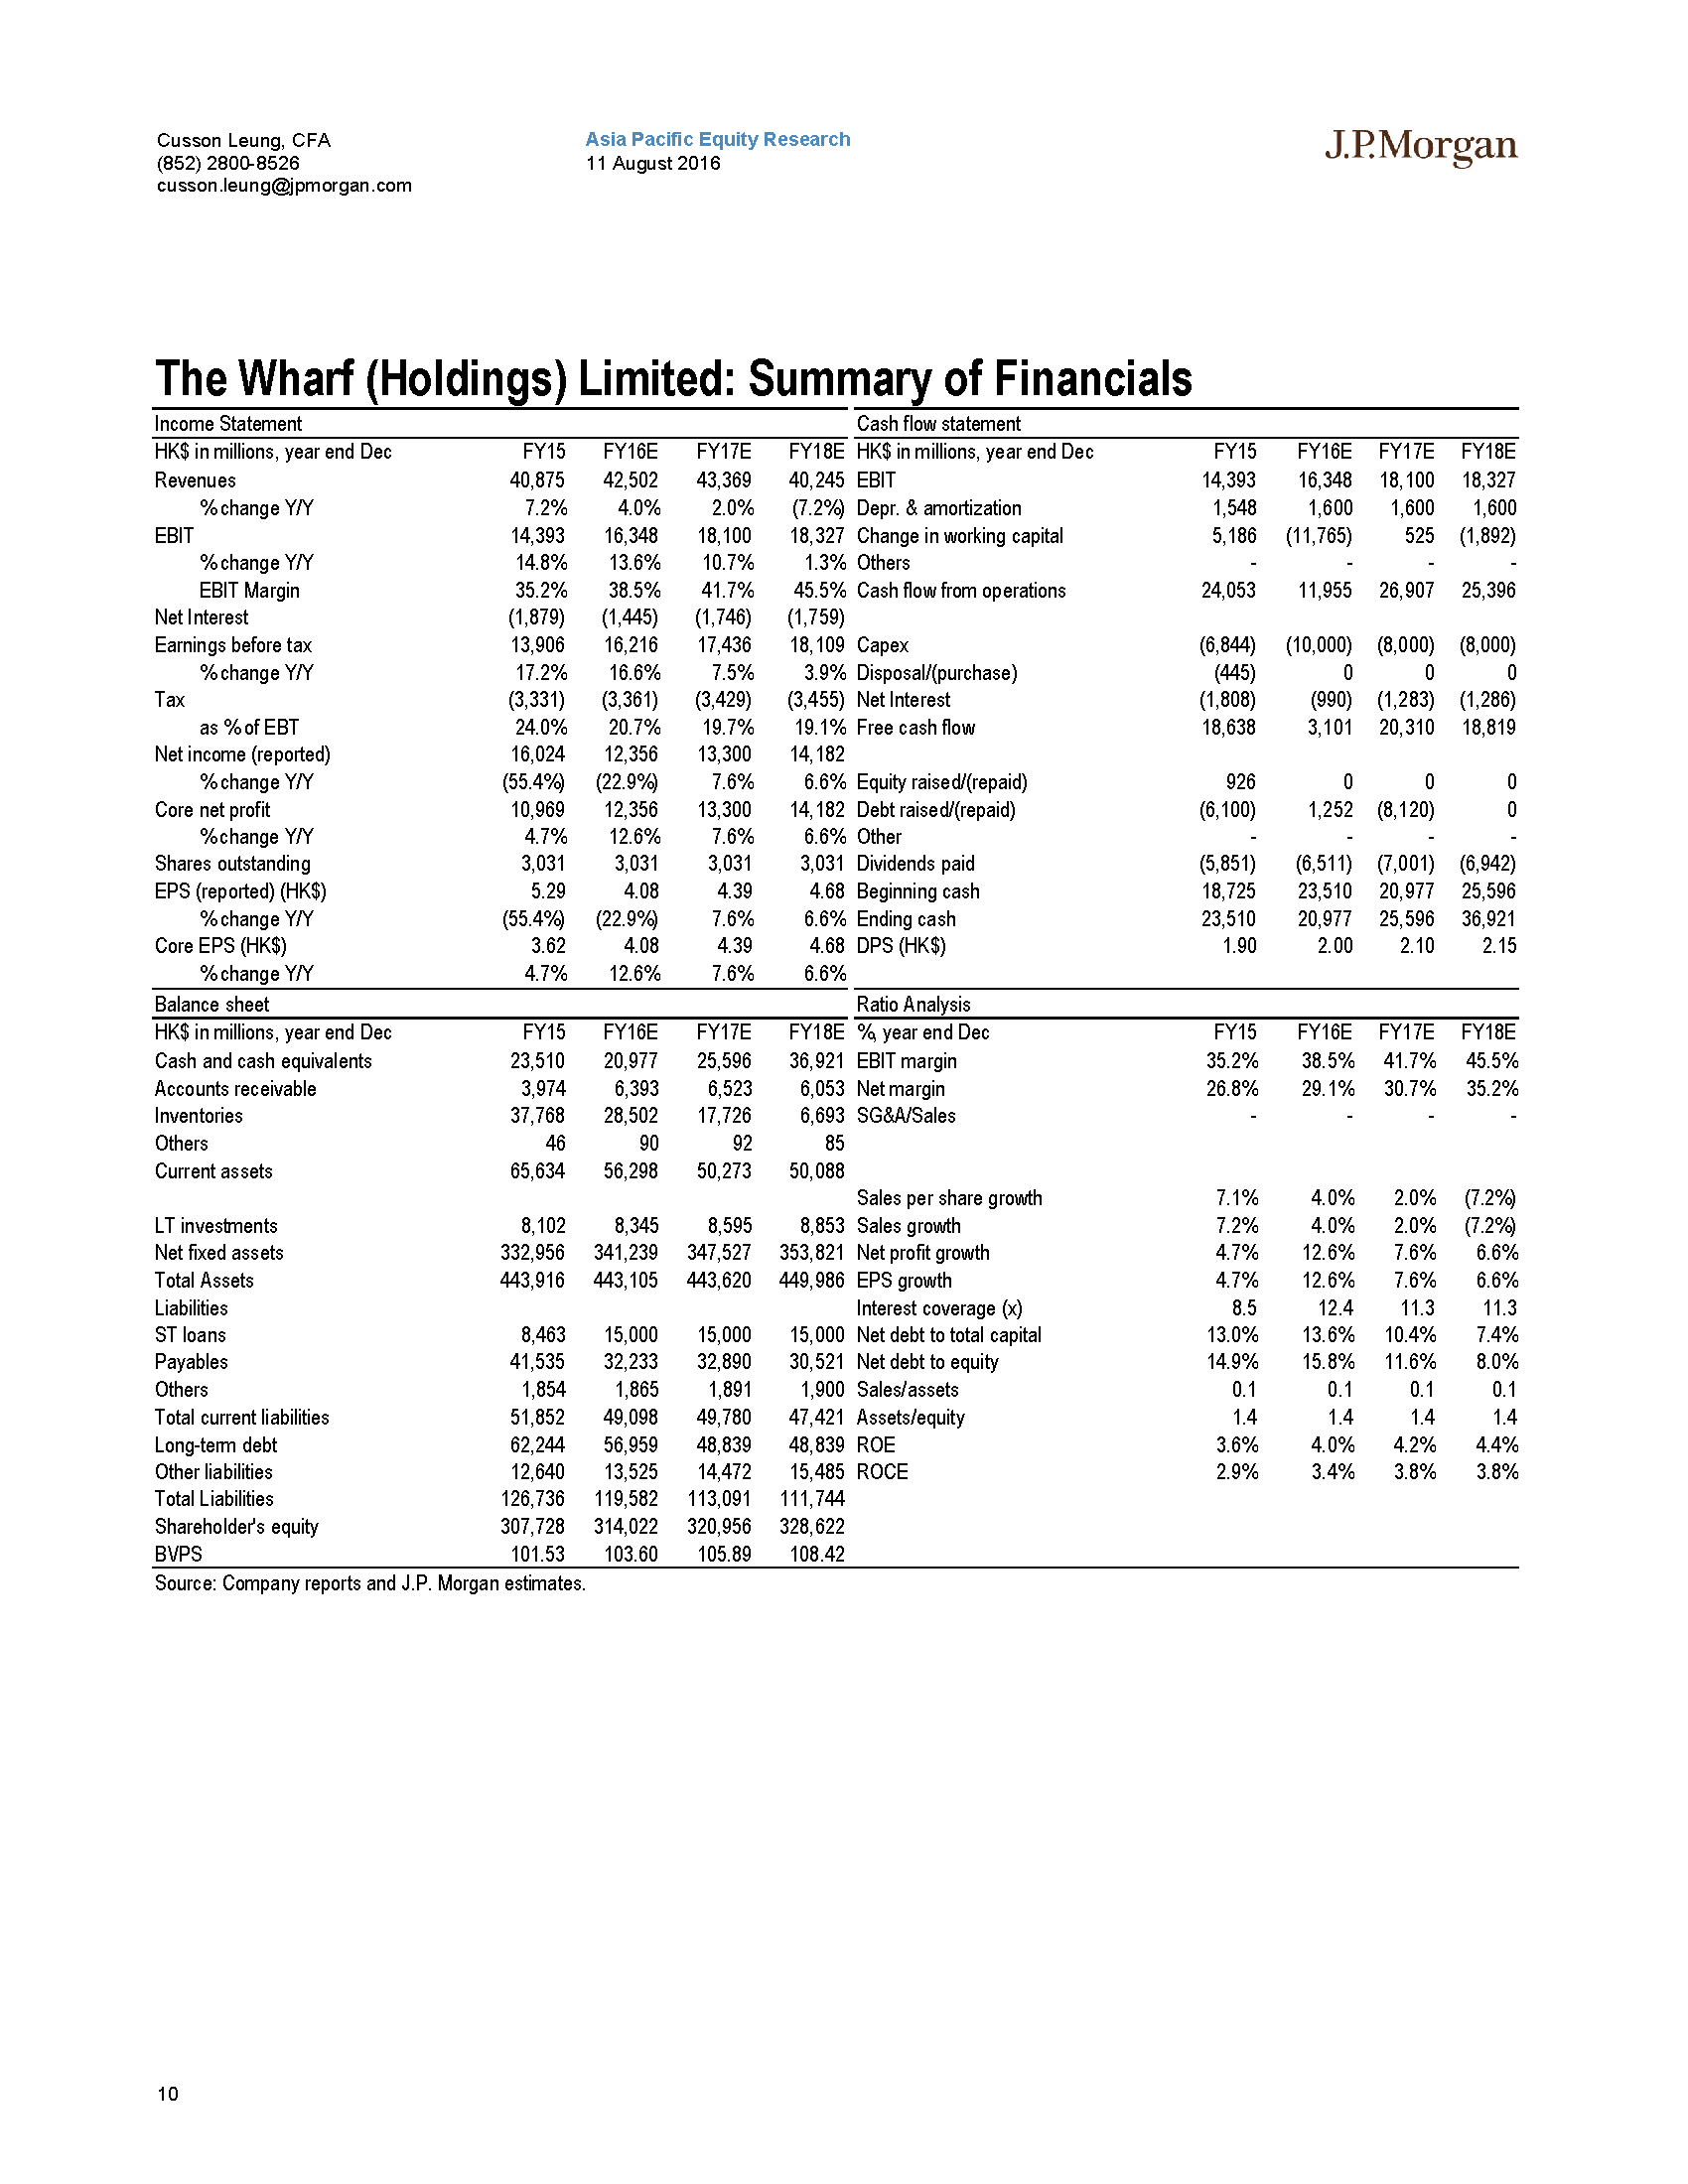 Cusson Leung, CFA
(852) 2800-8526
cusson.leung@jpmorgan.com
Asia Pacific Equity Research
11 August 2016
J.P.Morgan
The Wharf (Holdings) Limited: Summary of Financials
Income Statement
HK$ in millions, year end Dec FY15 FY16E FY17E FY18E
Revenues 40,875 42,502 43,369 40,245
% change Y/Y 7.2% 4.0% 2.0% (7.2%)
EBIT 14,393 16,348 18,100 18,327
% change Y/Y 14.8% 13.6% 10.7% 1.3%
EBIT Margin 35.2% 38.5% 41.7% 45.5%
Net Interest (1,879) (1,445) (1,746) (1,759)
Earnings before tax 13,906 16,216 17,436 18,109
% change Y/Y 17.2% 16.6% 7.5% 3.9%
Tax (3,331) (3,361) (3,429) (3,455)
as % of EBT 24.0% 20.7% 19.7% 19.1%
Net income (reported) 16,024 12,356 13,300 14,182
% change Y/Y (55.4%) (22.9%) 7.6% 6.6%
Core net profit 10,969 12,356 13,300 14,182
% change Y/Y 4.7% 12.6% 7.6% 6.6%
Shares outstanding 3,031 3,031 3,031 3,031
EPS (reported) (HK$) 5.29 4.08 4.39 4.68
% change Y/Y (55.4%) (22.9%) 7.6% 6.6%
Core EPS (HK$) 3.62 4.08 4.39 4.68
% change Y/Y 4.7% 12.6% 7.6% 6.6%
Cash flow statement
HK$ in millions, year end Dec FY15 FY16E FY17E FY18E
EBIT 14,393 16,348 18,100 18,327
Depr. & amortization 1,548 1,600 1,600 1,600
Change in working capital 5,186 (11,765) 525 (1,892)
Others - - - -
Cash flow from operations 24,053 11,955 26,907 25,396
Capex (6,844) (10,000) (8,000) (8,000)
Disposal/(purchase) (445) 0 0 0
Net Interest (1,808) (990) (1,283) (1,286)
Free cash flow 18,638 3,101 20,310 18,819
Equity raised/(repaid) 926 0 0 0
Debt raised/(repaid) (6,100) 1,252 (8,120) 0
Other - - - -
Dividends paid (5,851) (6,511) (7,001) (6,942)
Beginning cash 18,725 23,510 20,977 25,596
Ending cash 23,510 20,977 25,596 36,921
DPS (HK$) 1.90 2.00 2.10 2.15
Balance sheet
HK$ in millions, year end Dec FY15 FY16E FY17E FY18E
Cash and cash equivalents 23,510 20,977 25,596 36,921
Accounts receivable 3,974 6,393 6,523 6,053
Inventories 37,768 28,502 17,726 6,693
Others 46 90 92 85
Current assets 65,634 56,298 50,273 50,088
LT investments 8,102 8,345 8,595 8,853
Net fixed assets 332,956 341,239 347,527 353,821
Total Assets 443,916 443,105 443,620 449,986
Liabilities
ST loans 8,463 15,000 15,000 15,000
Payables 41,535 32,233 32,890 30,521
Others 1,854 1,865 1,891 1,900
Total current liabilities 51,852 49,098 49,780 47,421
Long-term debt 62,244 56,959 48,839 48,839
Other liabilities 12,640 13,525 14,472 15,485
Total Liabilities 126,736 119,582 113,091 111,744
Shareholder's equity 307,728 314,022 320,956 328,622
BVPS 101.53 103.60 105.89 108.42
Ratio Analysis
%, year end Dec FY15 FY16E FY17E FY18E
EBIT margin 35.2% 38.5% 41.7% 45.5%
Net margin 26.8% 29.1% 30.7% 35.2%
SG&A/Sales - - - -
Sales per share growth 7.1% 4.0% 2.0% (7.2%)
Sales growth 7.2% 4.0% 2.0% (7.2%)
Net profit growth 4.7% 12.6% 7.6% 6.6%
EPS growth 4.7% 12.6% 7.6% 6.6%
Interest coverage (x) 8.5 12.4 11.3 11.3
Net debt to total capital 13.0% 13.6% 10.4% 7.4%
Net debt to equity 14.9% 15.8% 11.6% 8.0%
Sales/assets 0.1 0.1 0.1 0.1
Assets/equity 1.4 1.4 1.4 1.4
ROE 3.6% 4.0% 4.2% 4.4%
ROCE 2.9% 3.4% 3.8% 3.8%
Source: Company reports and J.P. Morgan estimates.
10